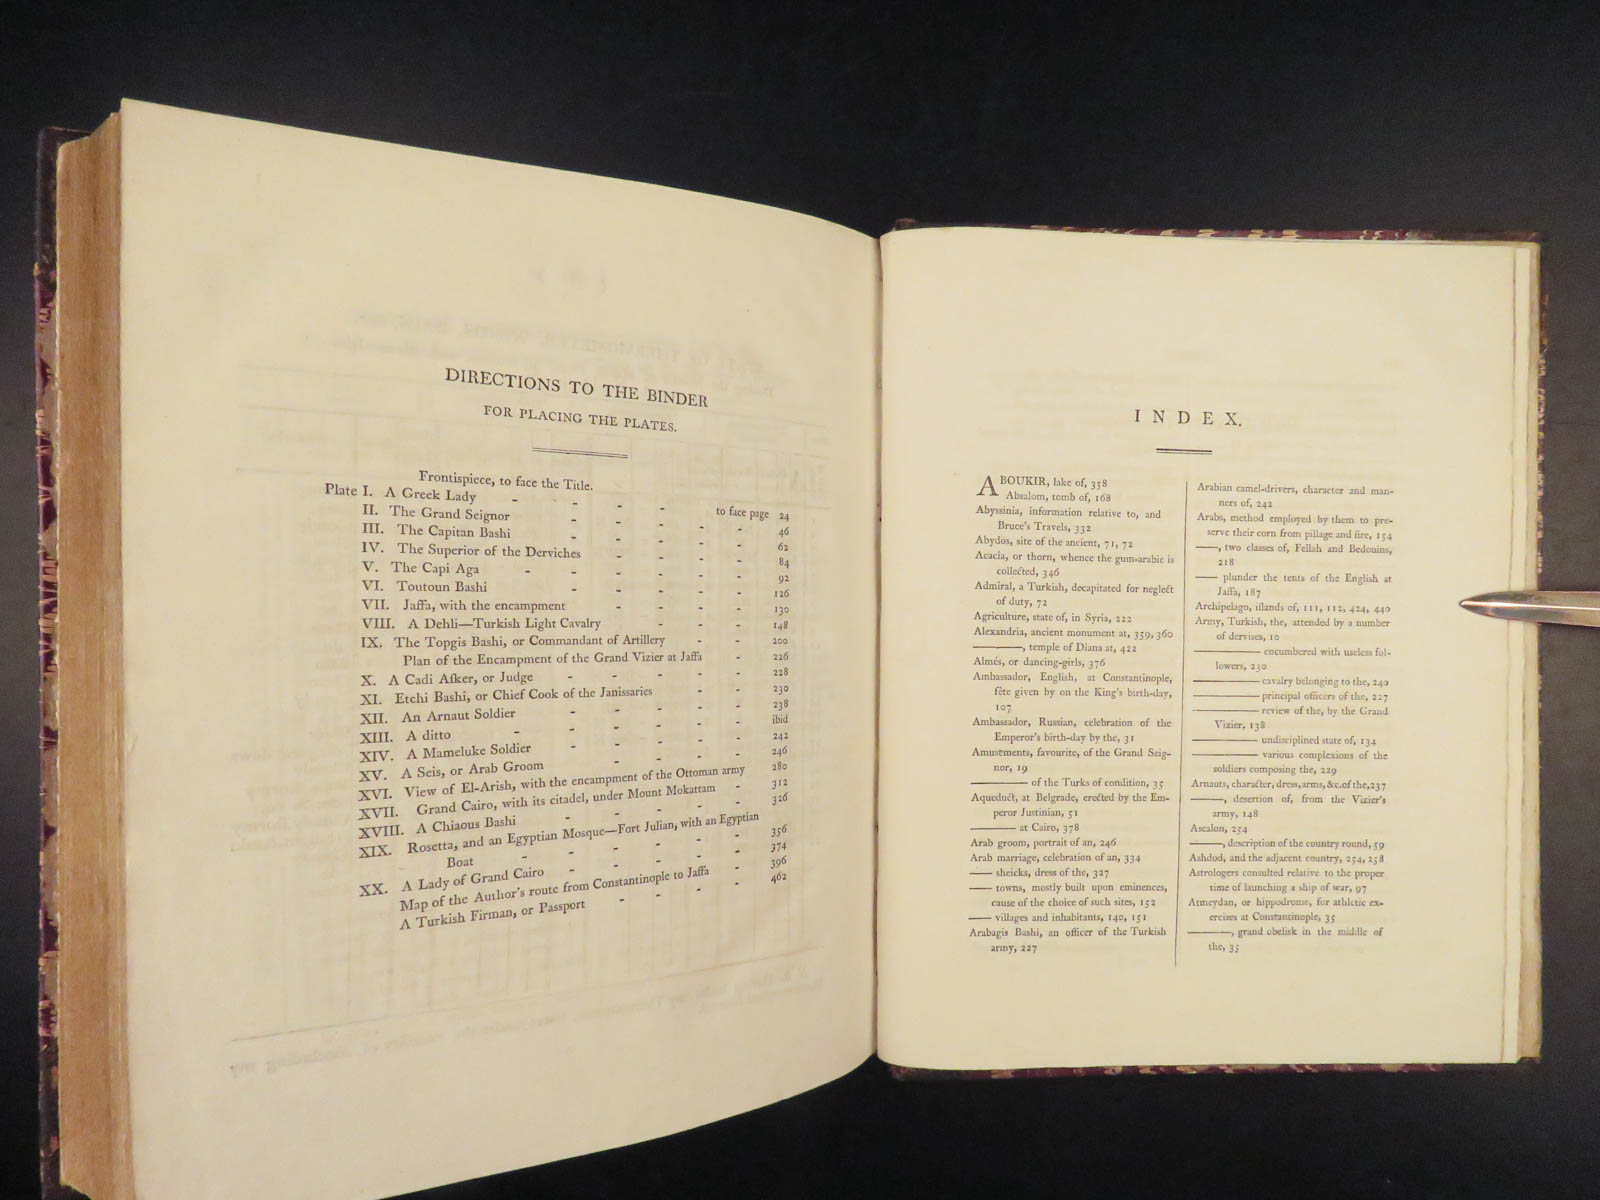 DIRECTIONS TO THE BINDER
FOR PLACING THE PLATES.
Frontispiece, to face the Title.
Plate I. A Greek Lady - - - - to face page 24
II. The Grand Seignor - - - - - 46
III. The Capitan Bashi - - - - - 62
IV. The Superior of the Derviches - - - - 84
V. The Capi Aga - - - - - - 92
VI. Toutoun Bashi - - - - - 126
VII. Jaffa, with the encampment - - - - 130
VIII. A Dehli—Turkish Light Cavalry - - - 148
IX. The Topgis Bashi, or Commandant of Artillery - - 200
Plan of the Encampment of the Grand Vizier at Jaffa - 226
X. A Cadi Asker, or Judge - - - - - 228
XI. Etchi Bashi, or Chief Cook of the Janissaries - - 230
XII. An Arnaut Soldier - - - - - 238
XIII. A ditto - - - - - - ibid
XIV. A Mameluke Soldier - - - - - 242
XV. A Seis, or Arab Groom - - - - 246
XVI. View of El-Arish, with the encampment of the Ottoman army 280
XVII. Grand Cairo, with its citadel, under Mount Mokattam - 312
XVIII. A Chiaous Bashi - - - - - 326
XIX. Rosetta, and an Egyptian Mosque—Fort Julian, with an Egyptian
Boat - - - - - - 356
XX. A Lady of Grand Cairo - - - - - 374
Map of the Author's route from Constantinople to Jaffa - 396
A Turkish Firman, or Passport - - - - 462
INDEX.
ABOUKIR, lake of, 358
Absalom, tomb of, 168
Abyssinia, information relative to, and
Bruce's Travels, 332
Abydos, site of the ancient, 71, 72
Acacia, or thorn, whence the gum-arabic is
collected, 346
Admiral, a Turkish, decapitated for neglect
of duty, 72
Agriculture, state of, in Syria, 222
Alexandria, ancient monument at, 359, 360
———, temple of Diana at, 422
Almés, or dancing-girls, 376
Ambassador, English, at Constantinople,
fête given by on the King's birth-day,
107
Ambassador, Russian, celebration of the
Emperor's birth-day by the, 31
Amusements, favourite, of the Grand Seig-
nor, 19
——— of the Turks of condition, 35
Aqueduct, at Belgrade, erected by the Em-
peror Justinian, 51
——— at Cairo, 378
Arab groom, portrait of an, 246
Arab marriage, celebration of an, 334
—— sheicks, dress of the, 327
—— towns, mostly built upon eminences,
cause of the choice of such sites, 152
—— villages and inhabitants, 140, 151
Arabagis Bashi, an officer of the Turkish
army, 227
Arabian camel-drivers, character and man-
ners of, 242
Arabs, method employed by them to pre-
serve their corn from pillage and fire, 154
——, two classes of, Fellah and Bedouins,
218
—— plunder the tents of the English at
Jaffa, 187
Archipelago, islands of, 111, 112, 424, 440
Army, Turkish, the, attended by a number
of dervises, 10
——— encumbered with useless fol-
lowers, 230
——— cavalry belonging to the, 240
——— principal officers of the, 227
——— review of the, by the Grand
Vizier, 138
——— undisciplined state of, 134
——— various complexions of the
soldiers composing the, 229
Arnauts, character, dress, arms, &c. of the, 237
———, desertion of, from the Vizier's
army, 148
Ascalon, 254
———, description of the country round, 59
Ashdod, and the adjacent country, 254, 258
Astrologers consulted relative to the proper
time of launching a ship of war, 97
Atmeydan, or hippodrome, for athletic ex-
ercises at Constantinople, 35
———, grand obelisk in the middle of
the, 35